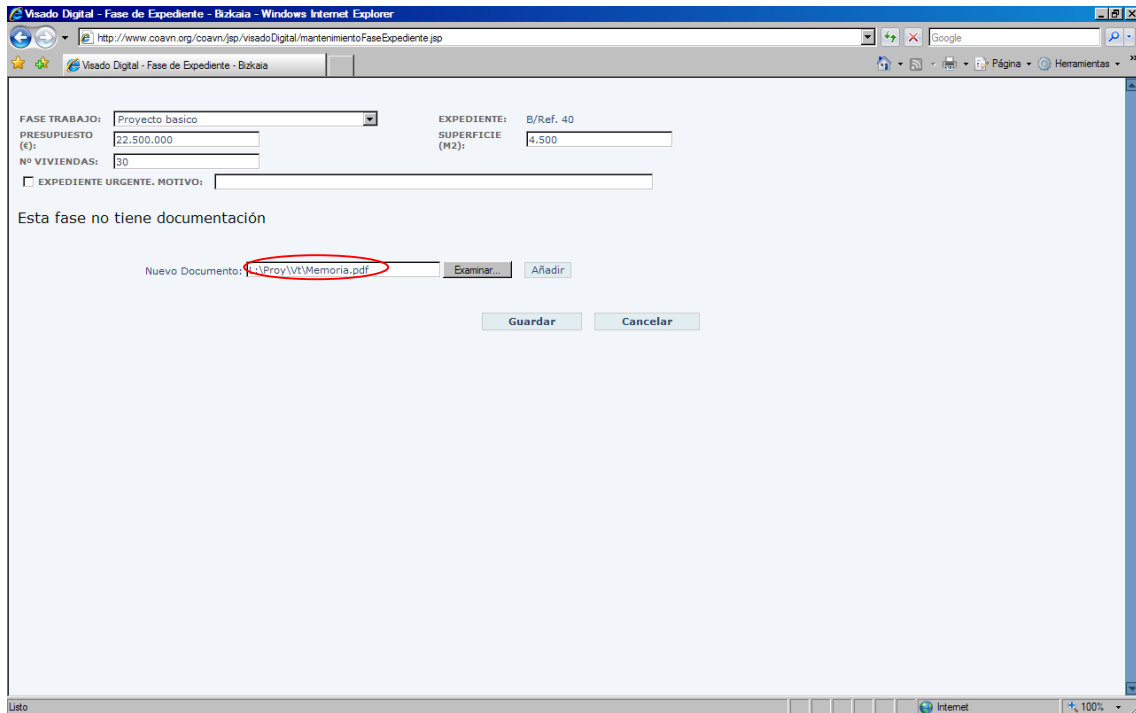 Visado Digital - Fase de Expediente - Bizkaia - Windows Internet Explorer
http://www.coavn.org/coavn/jsp/visadoDigital/mantenimientoFaseExpediente.jsp
Google
Visado Digital - Fase de Expediente - Bizkaia
Página
Herramientas
»
FASE TRABAJO: Proyecto basico
EXPEDIENTE: B/Ref. 40
PRESUPUESTO (€): 22.500.000
SUPERFICIE (M2): 4.500
Nº VIVIENDAS: 30
EXPEDIENTE URGENTE. MOTIVO:
Esta fase no tiene documentación
Nuevo Documento: :\Proy\Vt\Memoria.pdf Examinar... Añadir
Guardar Cancelar
Listo
Internet
100%